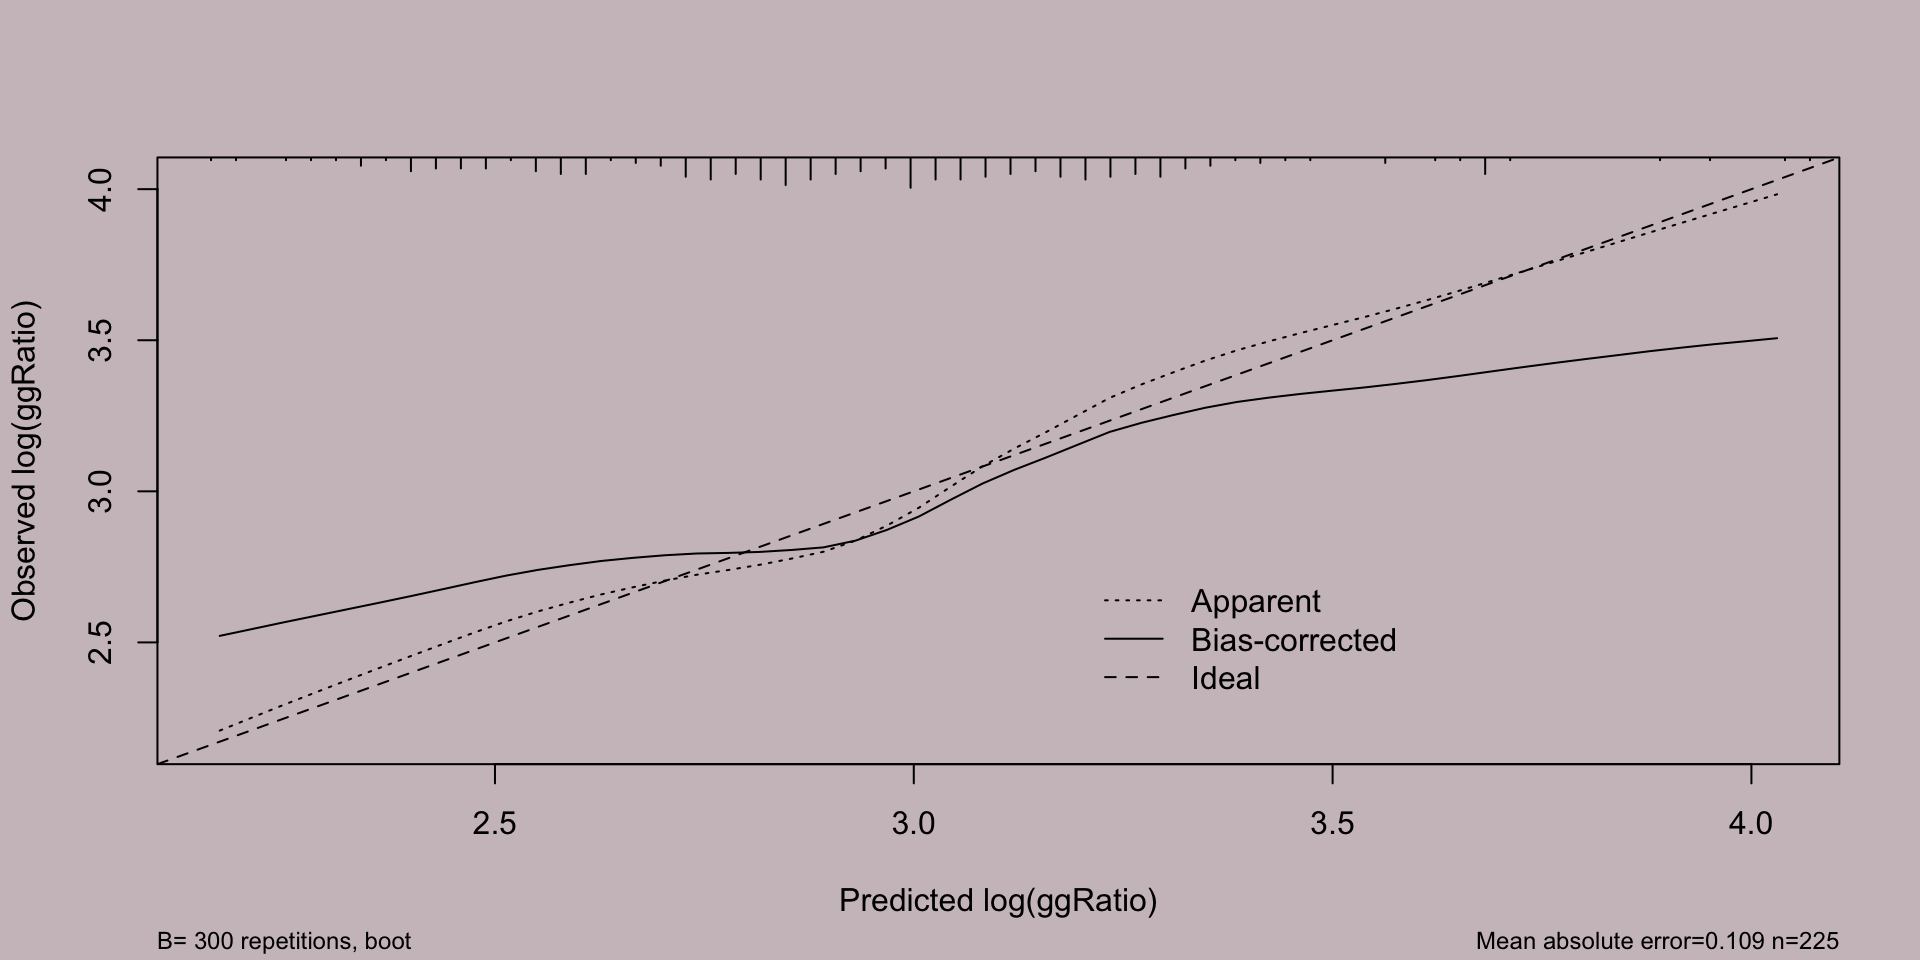 Observed log(ggRatio)
4.0
3.5
3.0
2.5
Apparent
Bias-corrected
Ideal
2.5 3.0 3.5 4.0
Predicted log(ggRatio)
B= 300 repetitions, boot
Mean absolute error=0.109 n=225